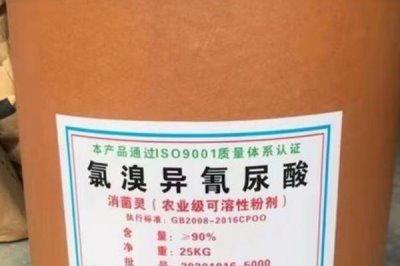 本产品通过ISO9001质量体系认证
氯溴异氰尿酸
消菌灵（农业级可溶性粉剂）
执行标准：GB2008-2016CPOO
含量：≥90%
净重：25KG
批